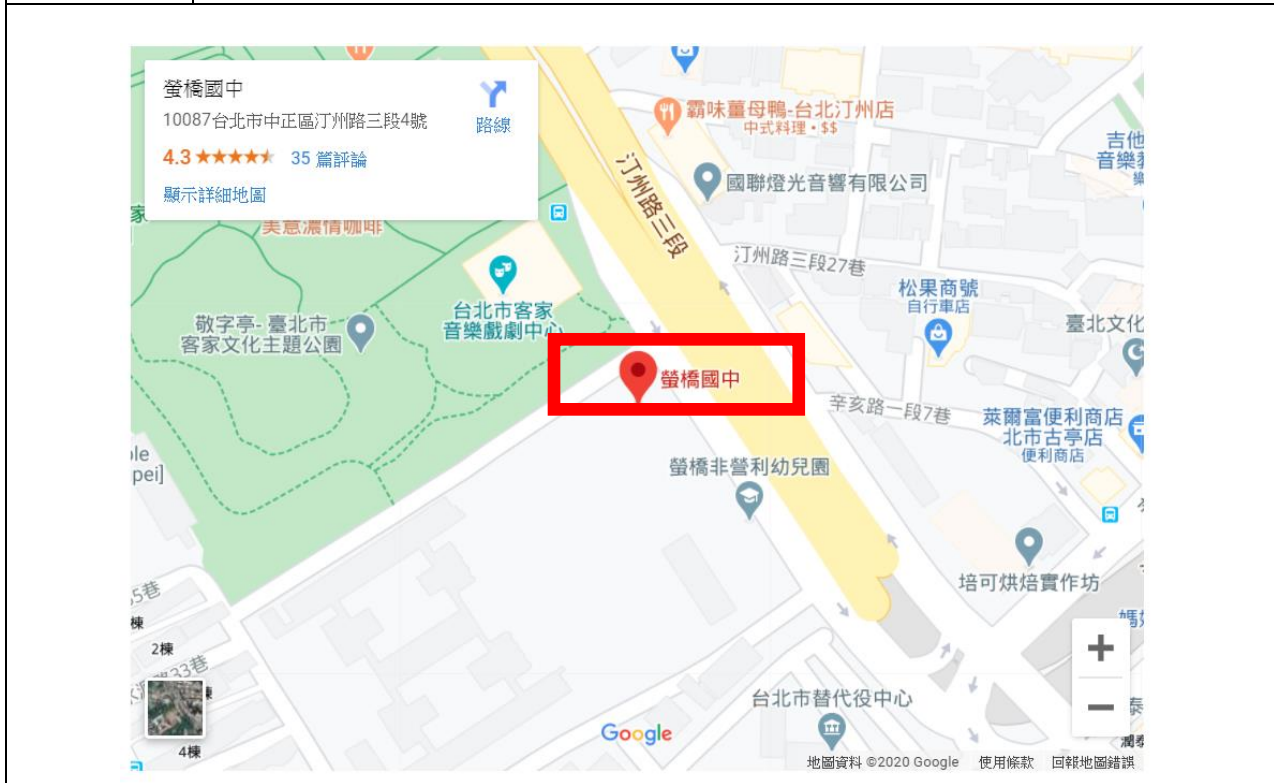 螢橋國中
10087台北市中正區汀州路三段4號
4.3 35 篇評論
顯示詳細地圖
路線
霸味薑母鴨-台北汀州店
中式料理・$$
吉他
音樂
國聯燈光音響有限公司
汀州路三段
家
美意濃情咖啡
汀州路三段27巷
松果商號
自行車店
台北市客家
音樂戲劇中心
敬字亭- 臺北市
客家文化主題公園
臺北文化
螢橋國中
辛亥路一段7巷
萊爾富便利商店
北市古亭店
便利商店
pei]
螢橋非營利幼兒園
培可烘焙實作坊
5巷
棟
2棟
33巷
4棟
台北市替代役中心
+
−
泰
Google
地圖資料 ©2020 Google
使用條款
回報地圖錯誤